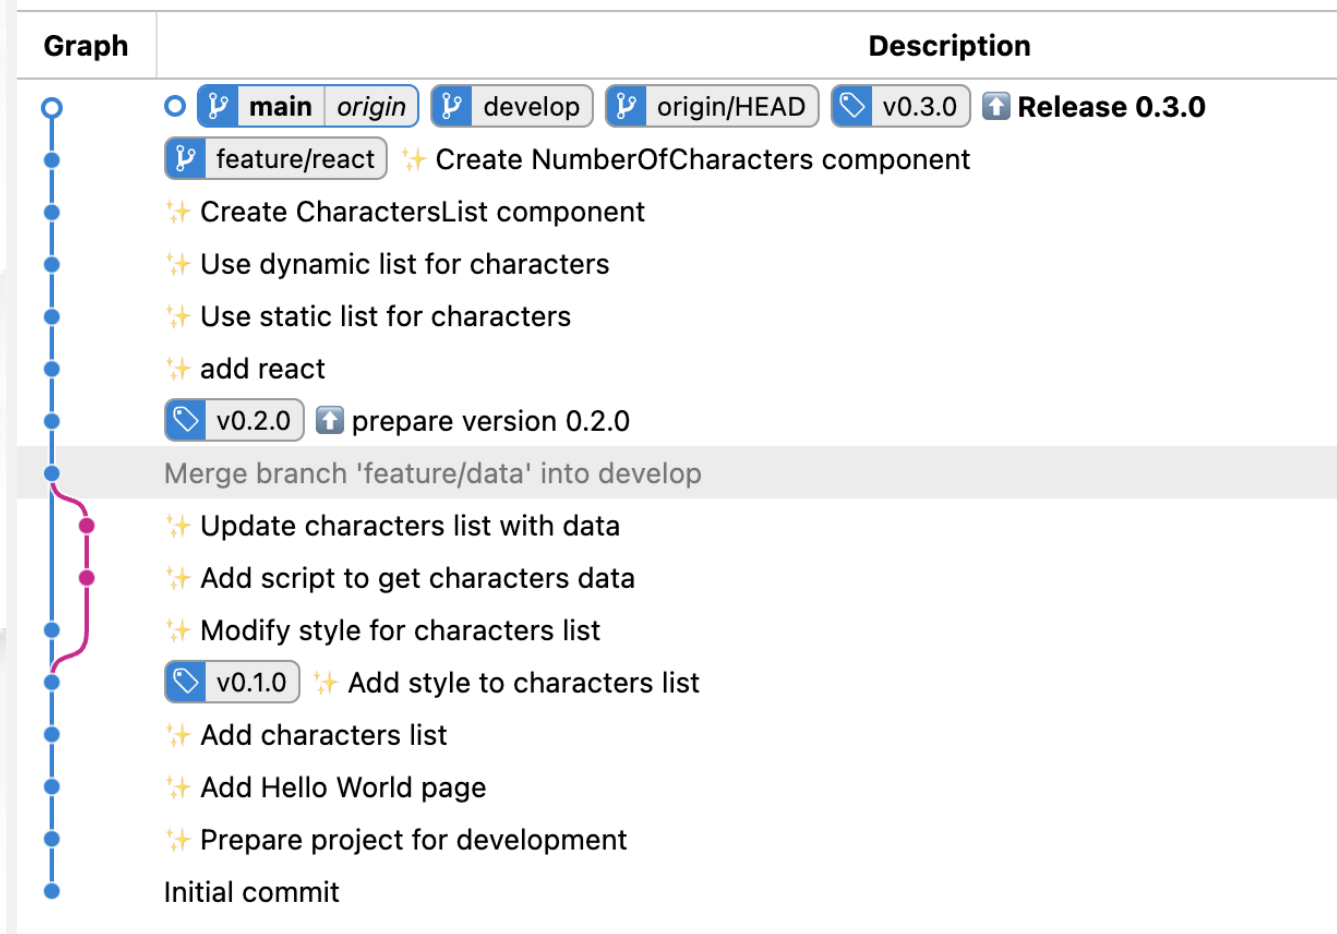 Graph Description
main origin develop origin/HEAD v0.3.0 ⬆️ Release 0.3.0
feature/react ✨ Create NumberOfCharacters component
✨ Create CharactersList component
✨ Use dynamic list for characters
✨ Use static list for characters
✨ add react
v0.2.0 ⬆️ prepare version 0.2.0
Merge branch 'feature/data' into develop
✨ Update characters list with data
✨ Add script to get characters data
✨ Modify style for characters list
v0.1.0 ✨ Add style to characters list
✨ Add characters list
✨ Add Hello World page
✨ Prepare project for development
Initial commit